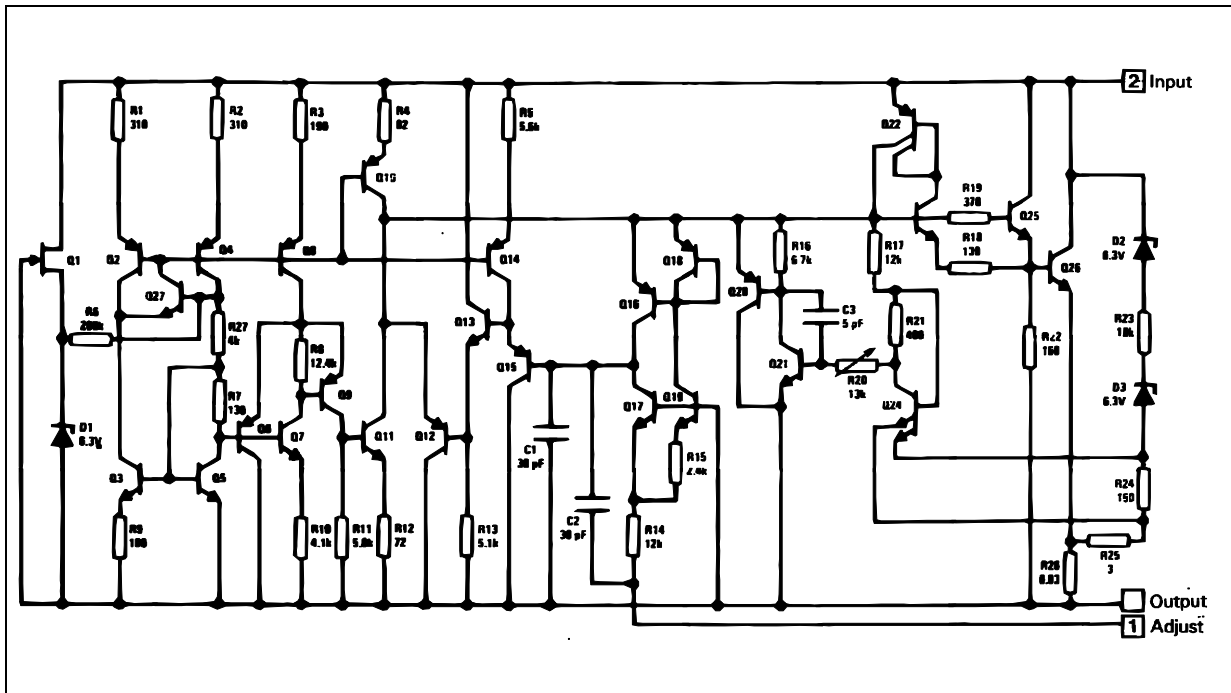 2 Input
R1
310
R2
310
R3
190
R4
82
R5
5.6k
Q22
R19
370
Q25
R18
130
R16
6.7k
R17
12k
Q1
Q2
Q4
Q14
Q18
Q26
D2
6.3V
Q27
Q16
Q20
C3
5 pF
R21
400
R23
18k
R6
200k
R27
4k
Q13
R22
160
R8
12.4k
Q15
Q21
R20
13k
D3
6.3V
R7
130
Q9
Q17
Q19
Q24
D1
6.3V
Q6
Q7
Q11
Q12
C1
30 pF
R15
2.4k
Q3
Q5
R24
150
R9
180
R10
4.1k
R11
5.8k
R12
72
R13
5.1k
C2
30 pF
R14
12k
R25
3
R26
Output
1 Adjust